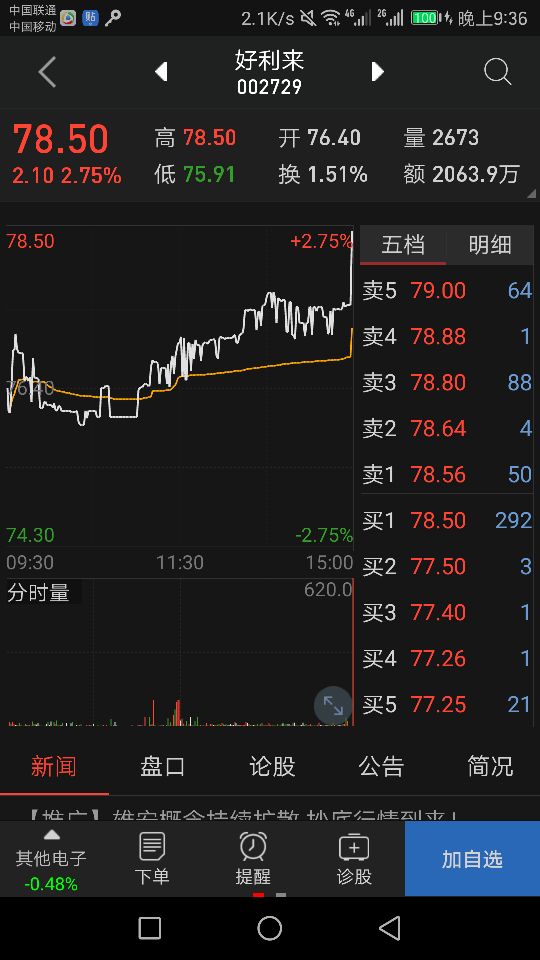 中国联通
中国移动
贴
2.1K/s 4G 2G 100 晚上9:36
好利来
002729
78.50
2.10 2.75%
高 78.50 开 76.40 量 2673
低 75.91 换 1.51% 额 2063.9万
78.50 +2.75%
76.40
74.30 -2.75%
09:30 11:30 15:00
分时量 620.0
五档 明细
卖5 79.00 64
卖4 78.88 1
卖3 78.80 88
卖2 78.64 4
卖1 78.56 50
买1 78.50 292
买2 77.50 3
买3 77.40 1
买4 77.26 1
买5 77.25 21
新闻 盘口 论股 公告 简况
【推广】雄安概念持续扩散 抄底行情到来!
其他电子
-0.48%
下单 提醒 诊股 加自选